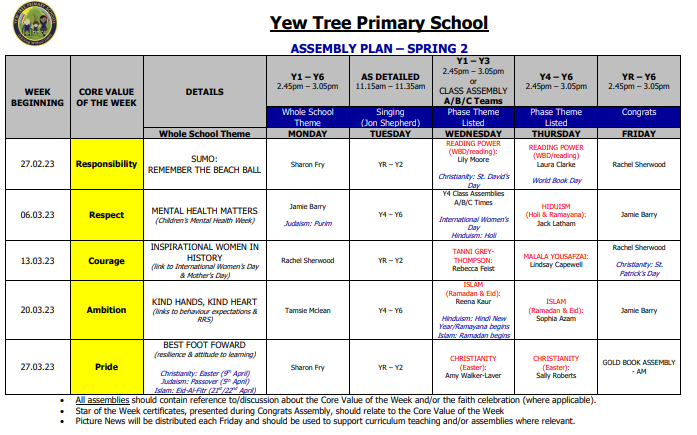 YEW TREE PRIMARY SCHOOL
Yew Tree Primary School
ASSEMBLY PLAN – SPRING 2
WEEK
BEGINNING
CORE VALUE
OF THE WEEK
DETAILS
Y1 – Y6
2.45pm – 3.05pm
AS DETAILED
11.15am – 11.35am
Y1 – Y3
2.45pm – 3.05pm
or
CLASS ASSEMBLY
A/B/C Teams
Y4 – Y6
2.45pm – 3.05pm
YR – Y6
2.45pm – 3.05pm
Whole School
Theme
Singing
(Jon Shepherd)
Phase Theme
Listed
Phase Theme
Listed
Congrats
Whole School Theme
MONDAY
TUESDAY
WEDNESDAY
THURSDAY
FRIDAY
27.02.23
Responsibility
SUMO:
REMEMBER THE BEACH BALL
Sharon Fry
YR – Y2
READING POWER
(WBD/reading):
Lily Moore
Christianity: St. David's
Day
READING POWER
(WBD/reading)
Laura Clarke
World Book Day
Rachel Sherwood
06.03.23
Respect
MENTAL HEALTH MATTERS
(Children's Mental Health Week)
Jamie Barry
Judaism: Purim
Y4 – Y6
Y4 Class Assemblies
A/B/C Times
International Women's
Day
Hinduism: Holi
HIDUISM
(Holi & Ramayana):
Jack Latham
Jamie Barry
13.03.23
Courage
INSPIRATIONAL WOMEN IN
HISTORY
(link to International Women's Day
& Mother's Day)
Rachel Sherwood
YR – Y2
TANNI GREY-
THOMPSON:
Rebecca Feist
MALALA YOUSAFZAI:
Lindsay Capewell
Rachel Sherwood
Christianity: St.
Patrick's Day
20.03.23
Ambition
KIND HANDS, KIND HEART
(links to behaviour expectations &
RRS)
Tamsie Mclean
Y4 – Y6
ISLAM
(Ramadan & Eid):
Reena Kaur
Hinduism: Hindi New
Year/Ramayana begins
Islam: Ramadan begins
ISLAM
(Ramadan & Eid):
Sophia Azam
Jamie Barry
27.03.23
Pride
BEST FOOT FOWARD
(resilience & attitude to learning)
Christianity: Easter (9th April)
Judaism: Passover (5th April)
Islam: Eid-Al-Fitr (21st/22nd April)
Sharon Fry
YR – Y2
CHRISTIANITY
(Easter):
Amy Walker-Laver
CHRISTIANITY
(Easter):
Sally Roberts
GOLD BOOK ASSEMBLY
- AM
• All assemblies should contain reference to/discussion about the Core Value of the Week and/or the faith celebration (where applicable).
• Star of the Week certificates, presented during Congrats Assembly, should relate to the Core Value of the Week
• Picture News will be distributed each Friday and should be used to support curriculum teaching and/or assemblies where relevant.